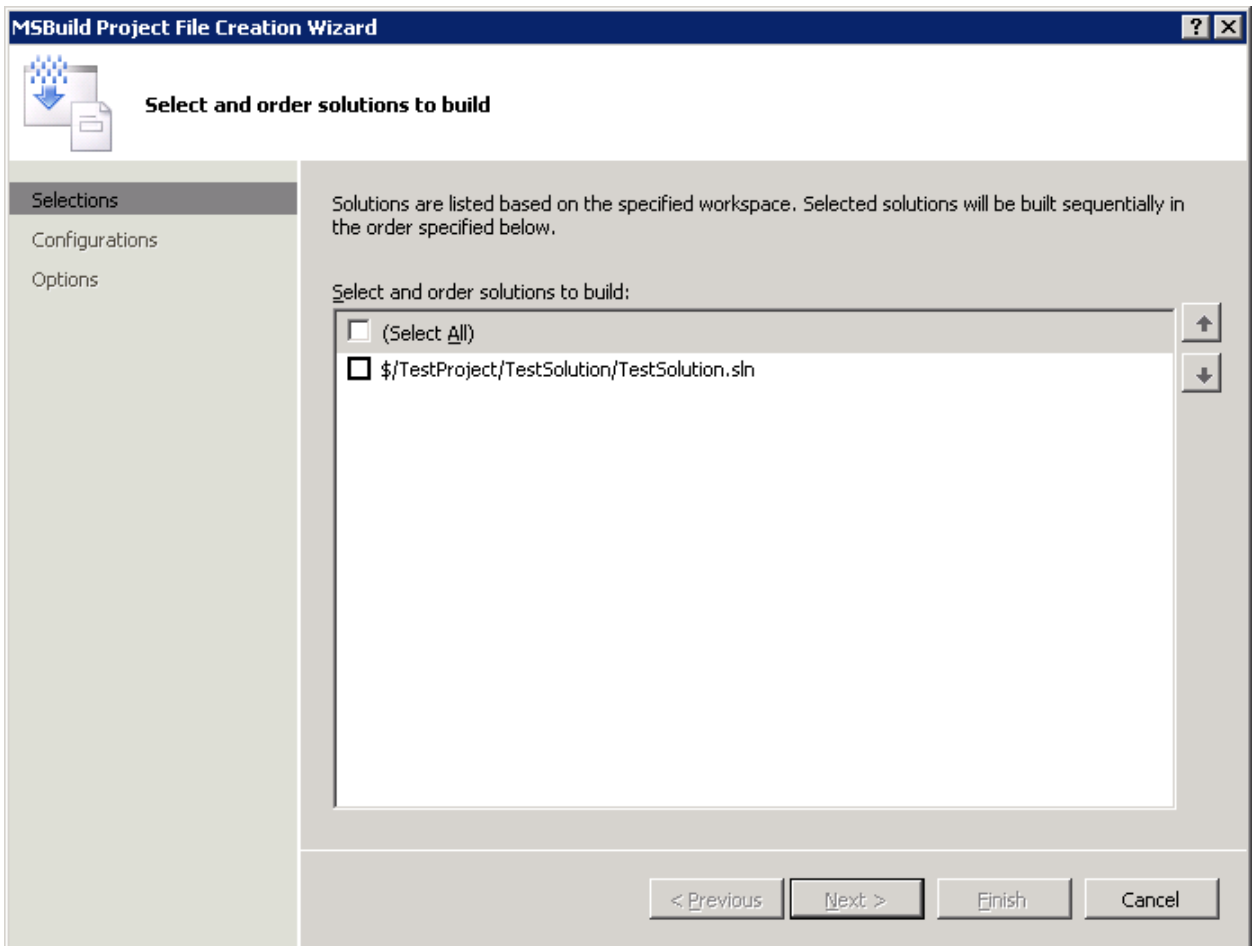 MSBuild Project File Creation Wizard
Select and order solutions to build
Selections
Configurations
Options
Solutions are listed based on the specified workspace. Selected solutions will be built sequentially in
the order specified below.
Select and order solutions to build:
(Select All)
$/TestProject/TestSolution/TestSolution.sln
< Previous
Next >
Finish
Cancel